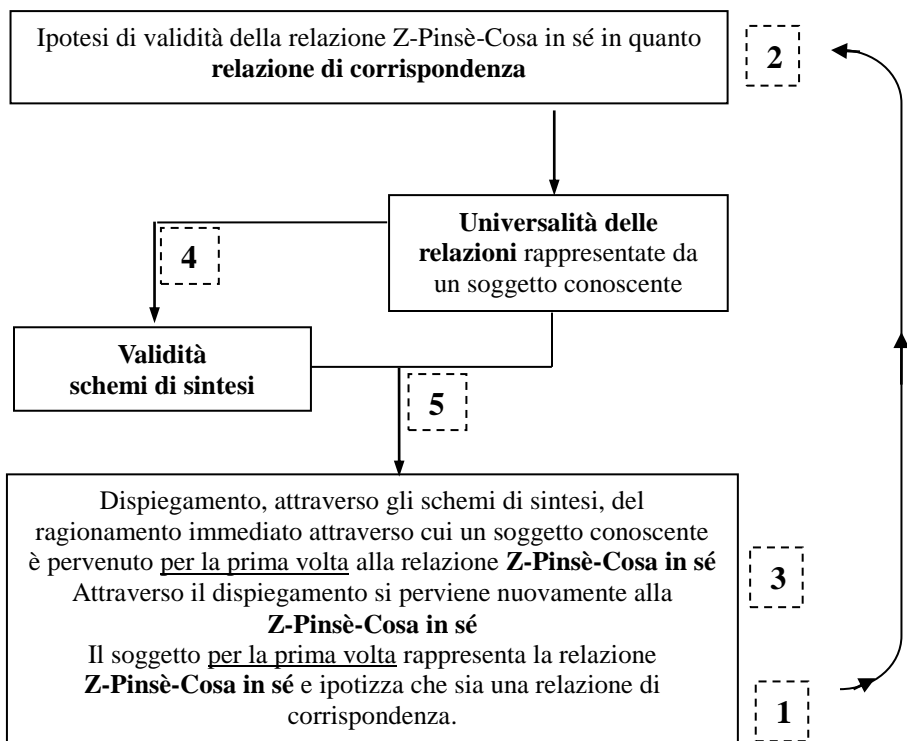 Ipotesi di validità della relazione Z-Pinsè-Cosa in sé in quanto
relazione di corrispondenza
2
Universalità delle
relazioni rappresentate da
un soggetto conoscente
4
Validità
schemi di sintesi
5
Dispiegamento, attraverso gli schemi di sintesi, del
ragionamento immediato attraverso cui un soggetto conoscente
è pervenuto per la prima volta alla relazione Z-Pinsè-Cosa in sé
Attraverso il dispiegamento si perviene nuovamente alla
Z-Pinsè-Cosa in sé
Il soggetto per la prima volta rappresenta la relazione
Z-Pinsè-Cosa in sé e ipotizza che sia una relazione di
corrispondenza.
3
1